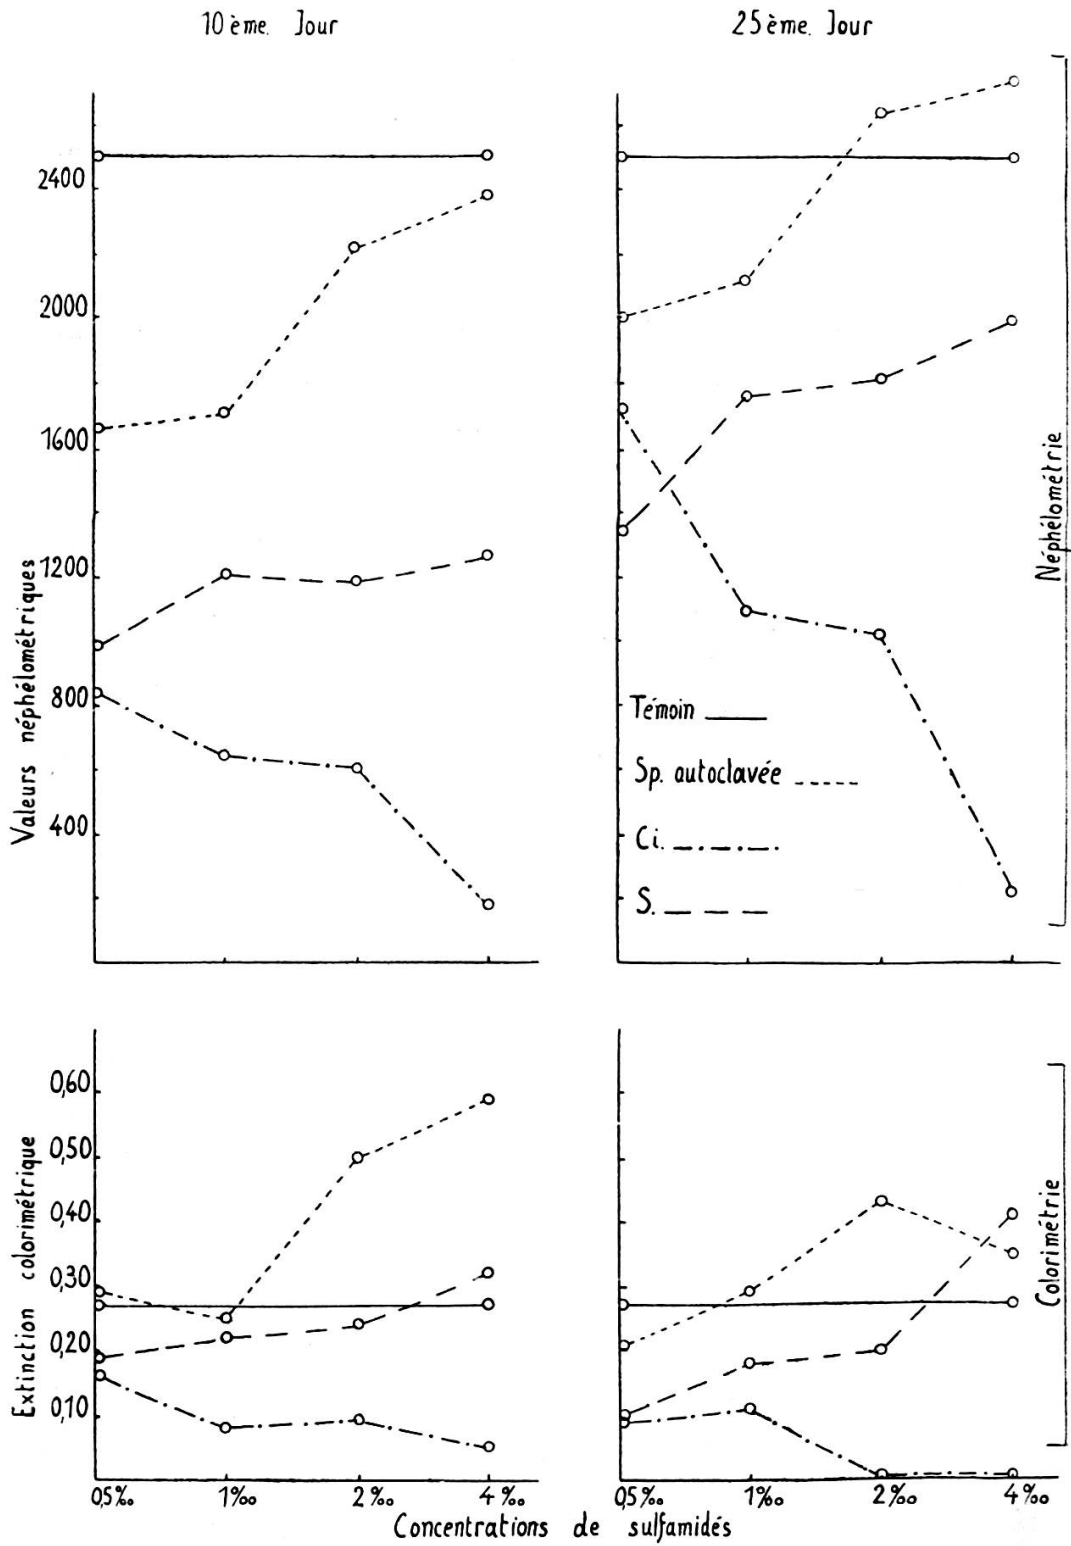 10ème. Jour
25ème. Jour
Valeurs néphélométriques
2400
2000
1600
1200
800
400
Néphélométrie
Témoin
Sp. autoclavée
Ci.
S.
Extinction colorimétrique
0,60
0,50
0,40
0,30
0,20
0,10
Colorimétrie
0,5‰ 1‰ 2‰ 4‰
0,5‰ 1‰ 2‰ 4‰
Concentrations de sulfamidés